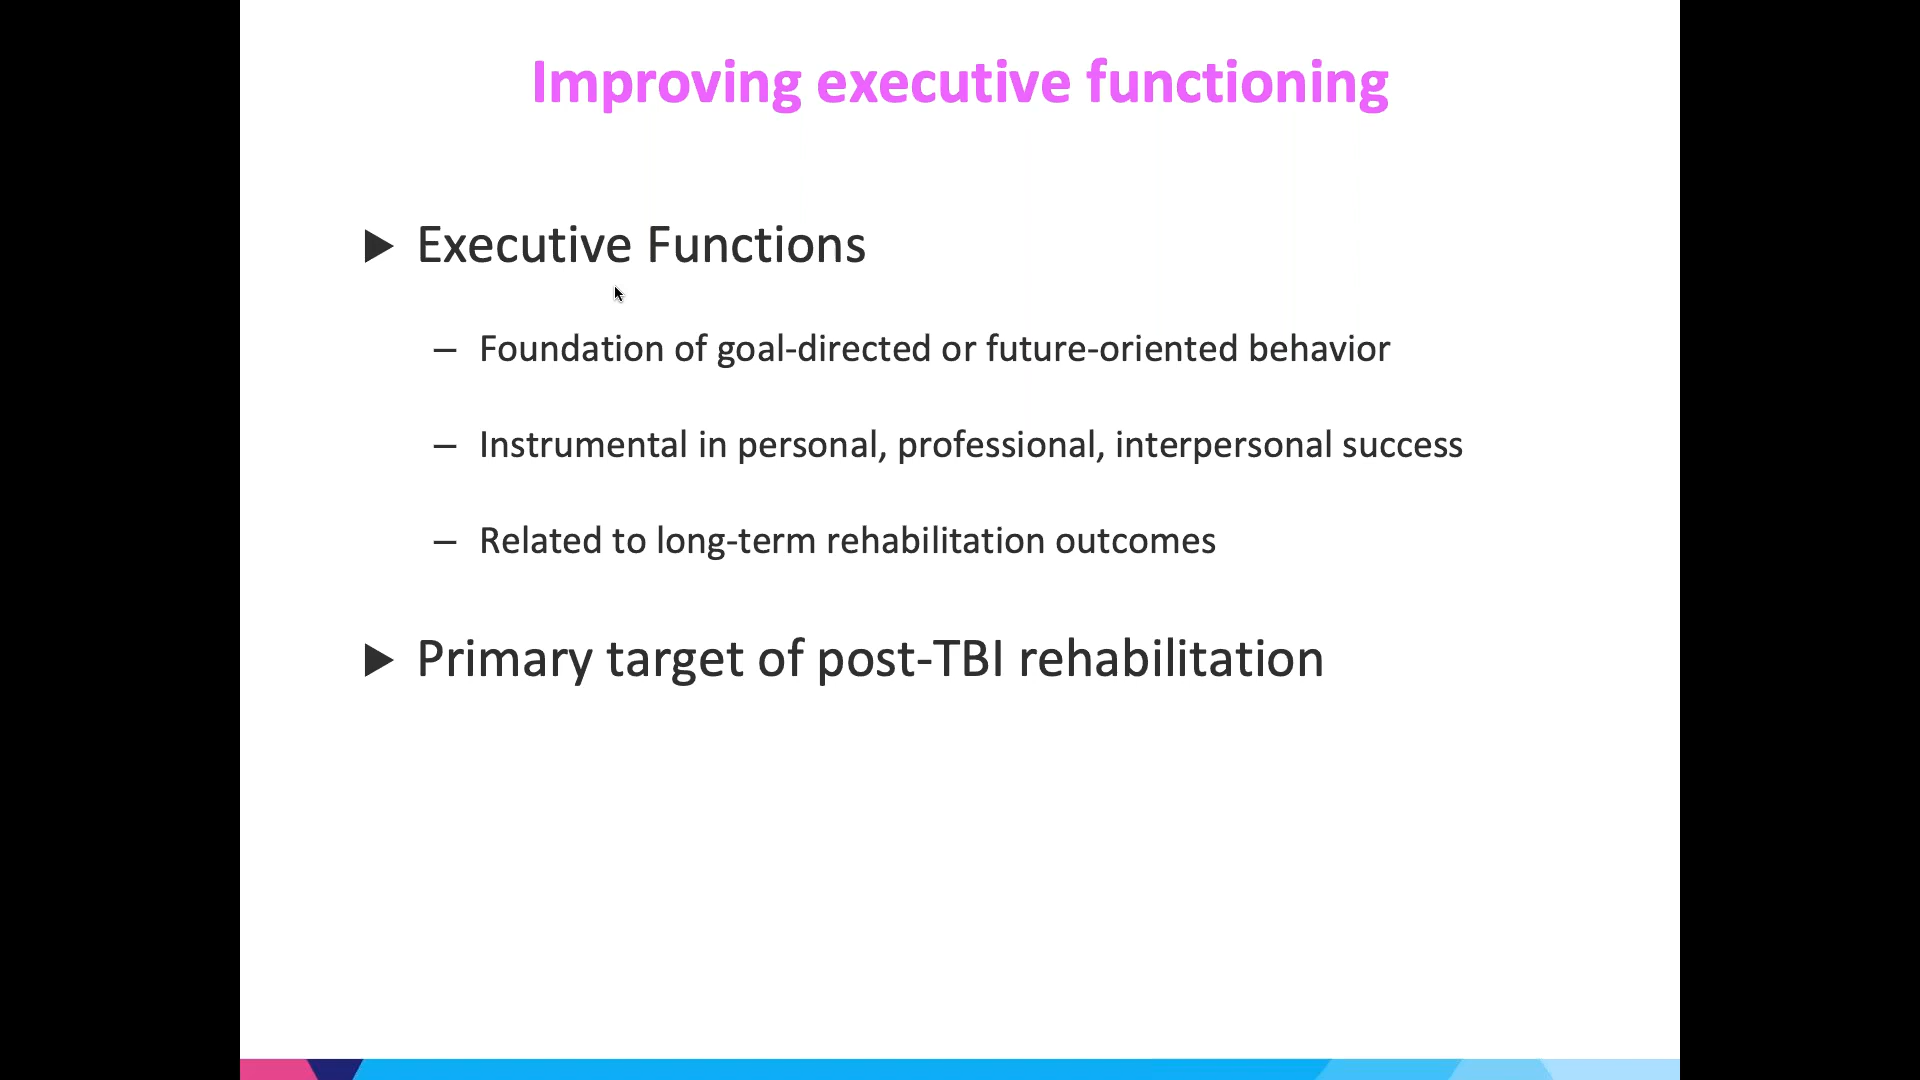 Improving executive functioning
▶ Executive Functions
– Foundation of goal-directed or future-oriented behavior
– Instrumental in personal, professional, interpersonal success
– Related to long-term rehabilitation outcomes
▶ Primary target of post-TBI rehabilitation